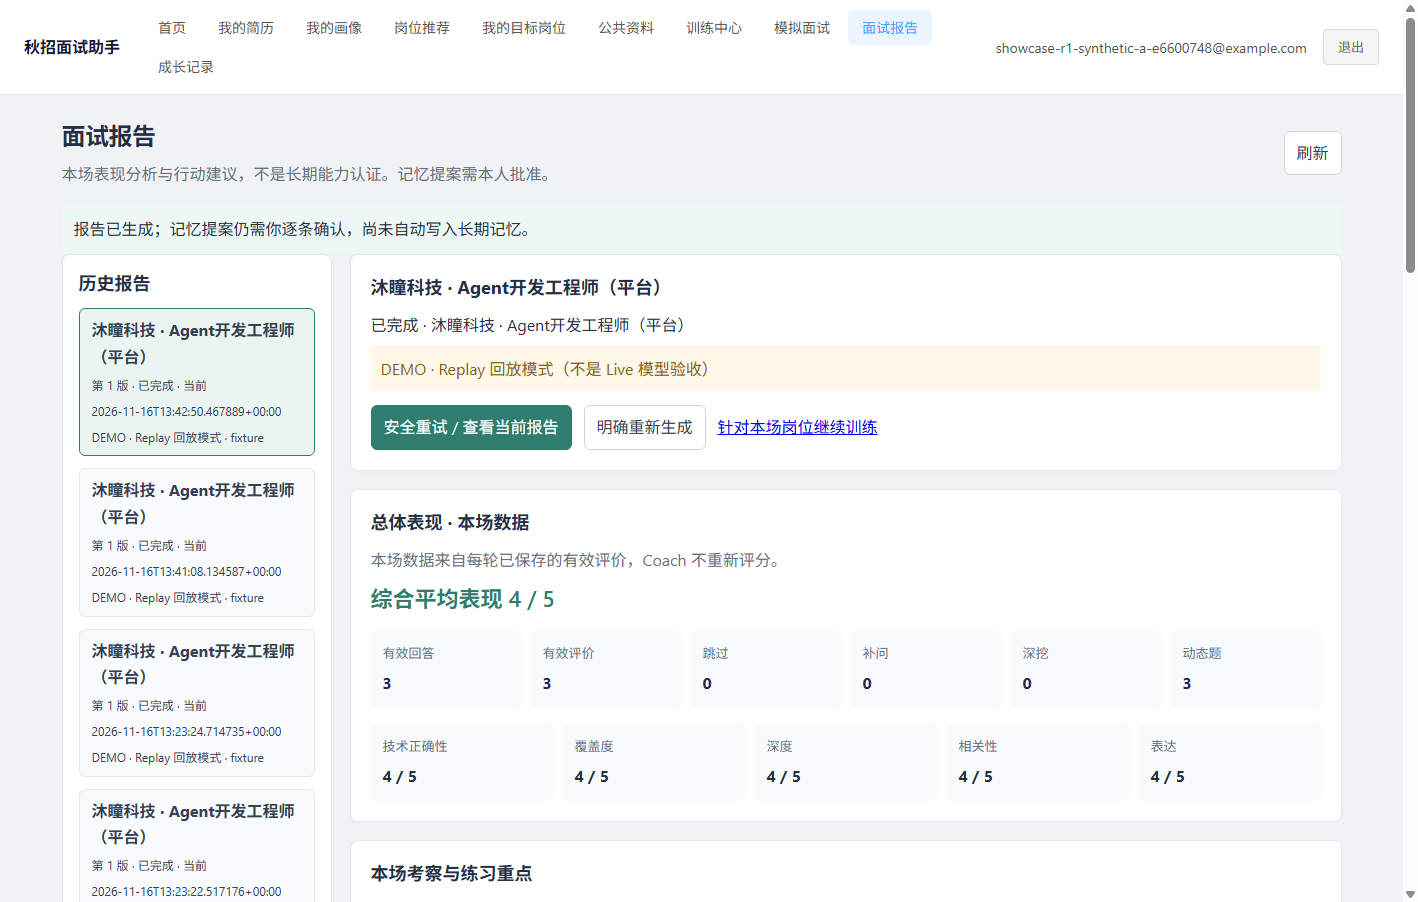 秋招面试助手
首页 我的简历 我的画像 岗位推荐 我的目标岗位 公共资料 训练中心 模拟面试 面试报告
成长记录
showcase-r1-synthetic-a-e6600748@example.com 退出
面试报告
本场表现分析与行动建议，不是长期能力认证。记忆提案需本人批准。
刷新
报告已生成；记忆提案仍需你逐条确认，尚未自动写入长期记忆。
历史报告
沐瞳科技 · Agent开发工程师
（平台）
第 1 版 · 已完成 · 当前
2026-11-16T13:42:50.467889+00:00
DEMO · Replay 回放模式 · fixture
沐瞳科技 · Agent开发工程师
（平台）
第 1 版 · 已完成 · 当前
2026-11-16T13:41:08.134587+00:00
DEMO · Replay 回放模式 · fixture
沐瞳科技 · Agent开发工程师
（平台）
第 1 版 · 已完成 · 当前
2026-11-16T13:23:24.714735+00:00
DEMO · Replay 回放模式 · fixture
沐瞳科技 · Agent开发工程师
（平台）
第 1 版 · 已完成 · 当前
2026-11-16T13:23:22.517176+00:00
沐瞳科技 · Agent开发工程师（平台）
已完成 · 沐瞳科技 · Agent开发工程师（平台）
DEMO · Replay 回放模式（不是 Live 模型验收）
安全重试 / 查看当前报告 明确重新生成 针对本场岗位继续训练
总体表现 · 本场数据
本场数据来自每轮已保存的有效评价，Coach 不重新评分。
综合平均表现 4 / 5
有效回答 有效评价 跳过 补问 深挖 动态题
3 3 0 0 0 3
技术正确性 覆盖度 深度 相关性 表达
4 / 5 4 / 5 4 / 5 4 / 5 4 / 5
本场考察与练习重点